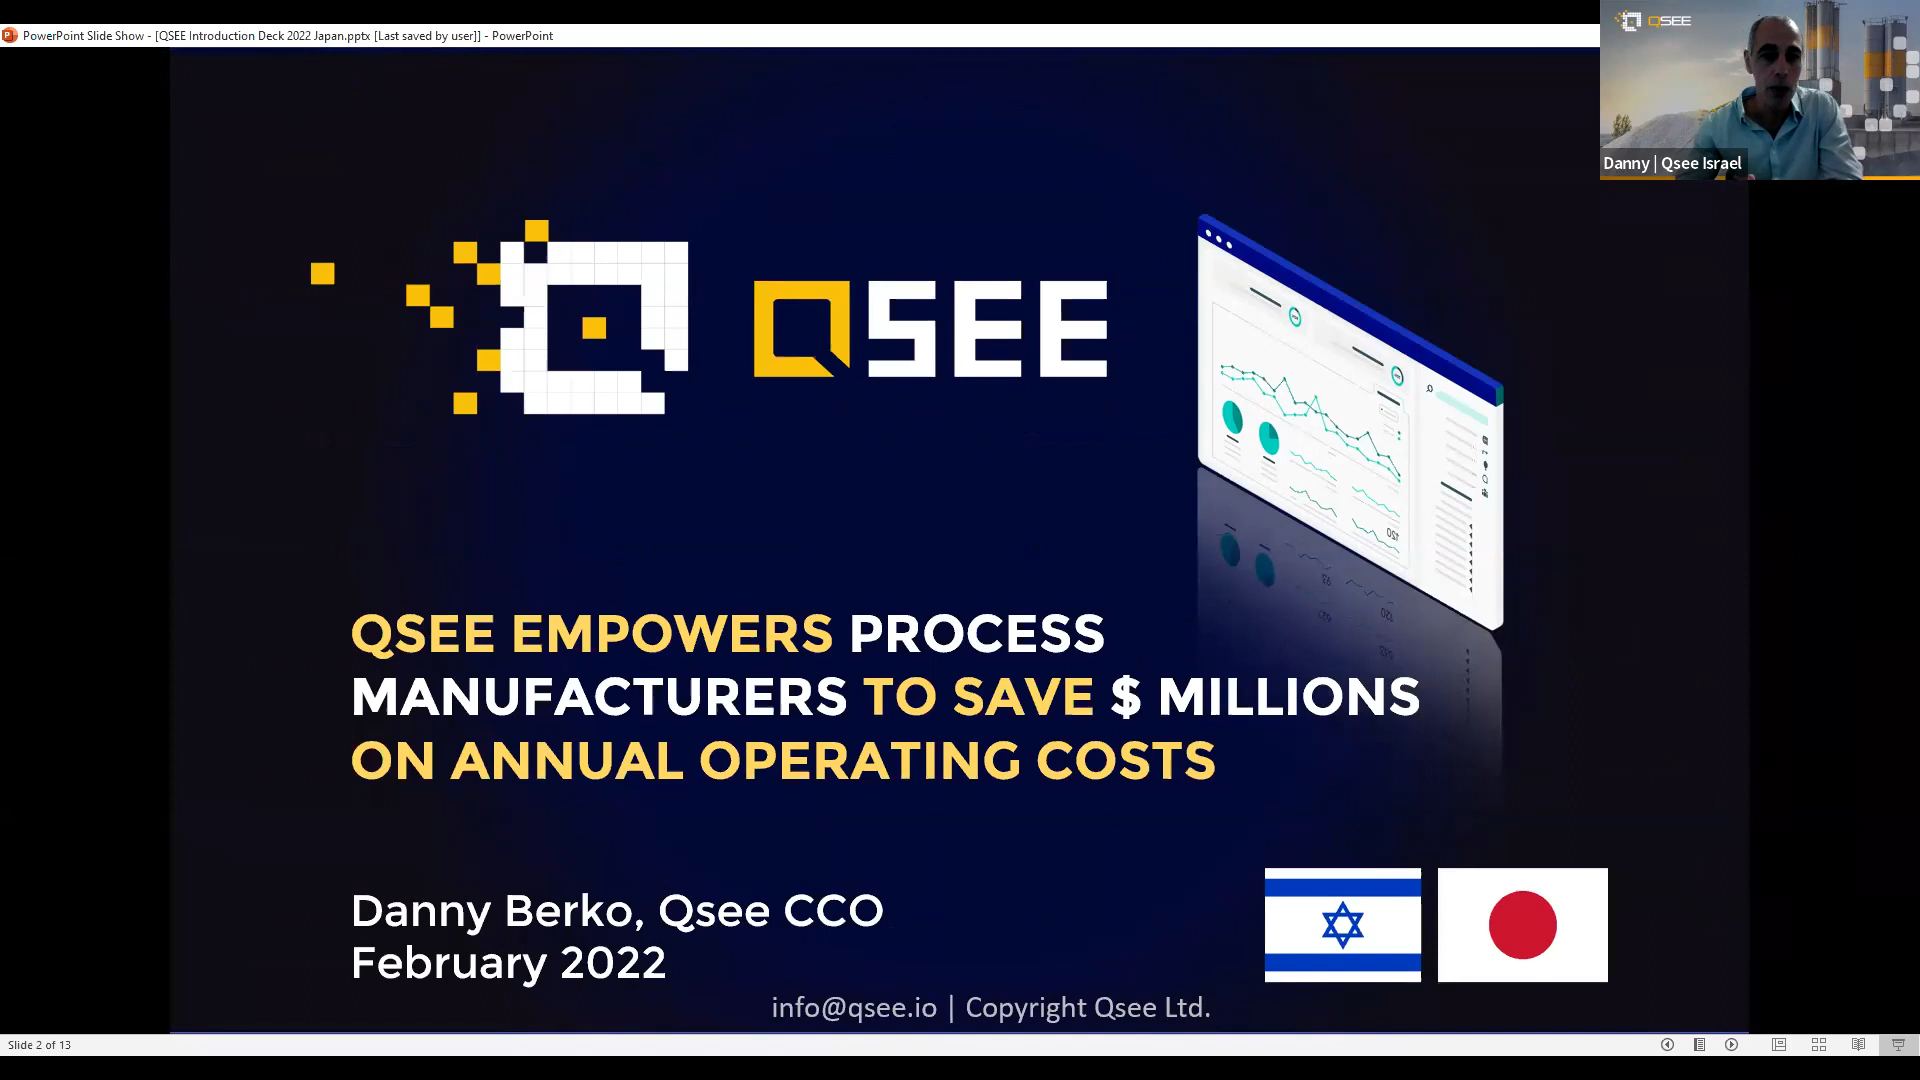 PowerPoint Slide Show - [QSEE Introduction Deck 2022 Japan.pptx [Last saved by user]] - PowerPoint
QSEE
Danny | Qsee Israel
QSEE
QSEE EMPOWERS PROCESS
MANUFACTURERS TO SAVE $ MILLIONS
ON ANNUAL OPERATING COSTS
Danny Berko, Qsee CCO
February 2022
info@qsee.io | Copyright Qsee Ltd.
Slide 2 of 13